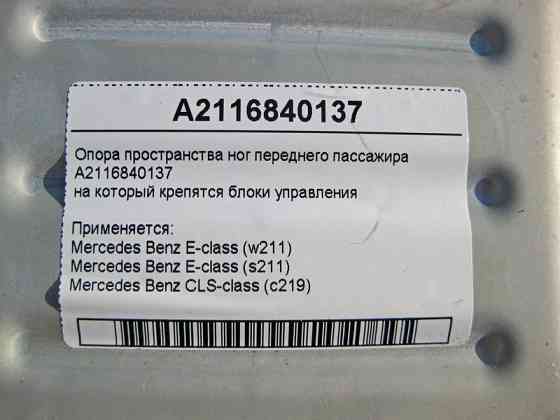 A2116840137
Опора пространства ног переднего пассажира
A2116840137
на который крепятся блоки управления
Применяется:
Mercedes Benz E-class (w211)
Mercedes Benz E-class (s211)
Mercedes Benz CLS-class (c219)